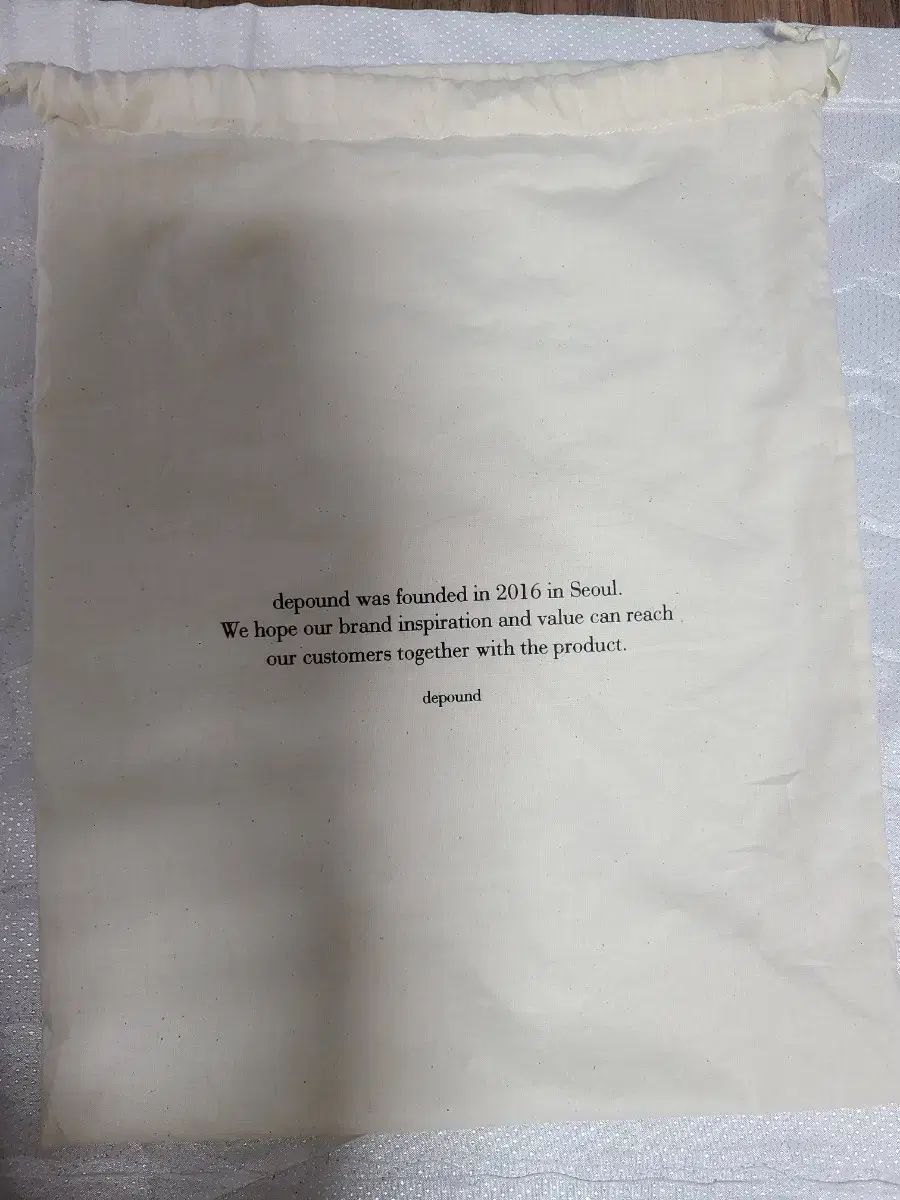 depound was founded in 2016 in Seoul.
We hope our brand inspiration and value can reach
our customers together with the product.
depound